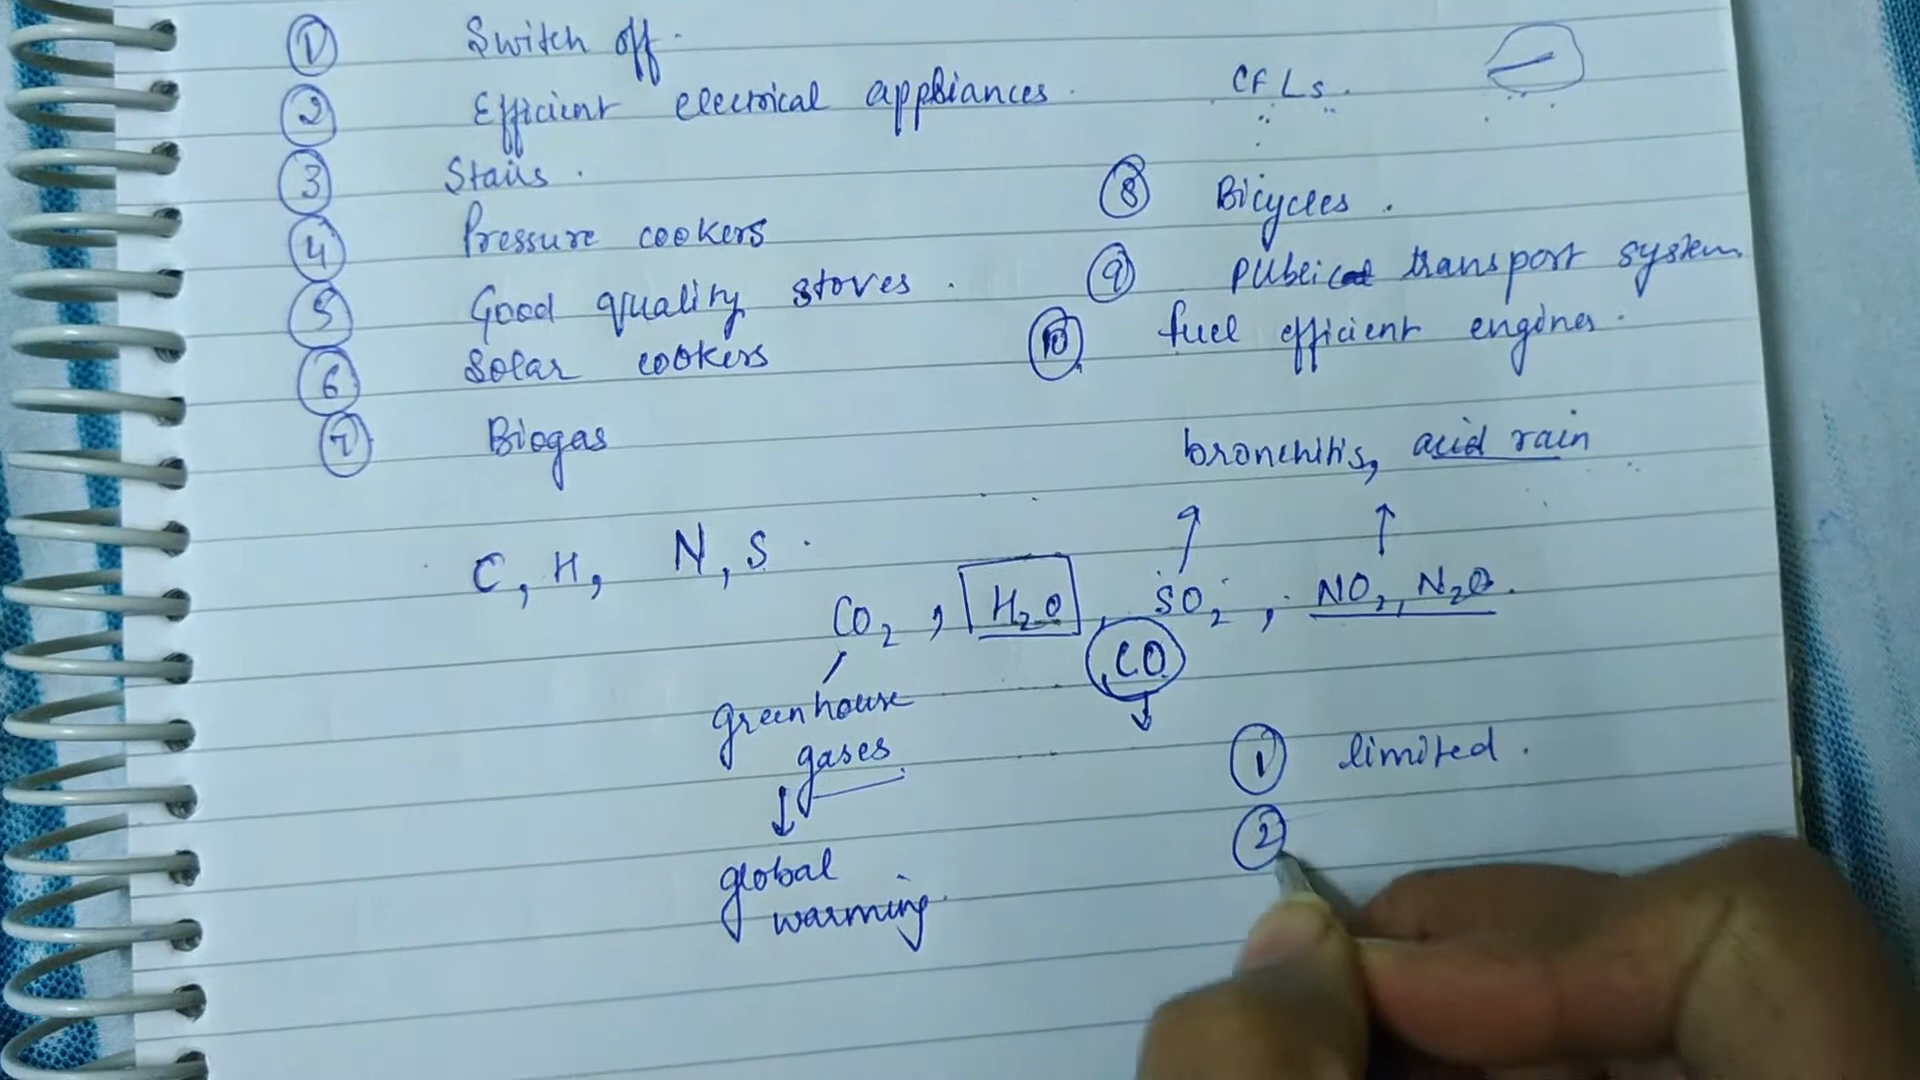 ① Switch off.
② Efficient electrical appliances. CFLs.
③ Stairs.
④ Pressure cookers
⑤ Good quality stoves.
⑥ Solar cookers
⑦ Biogas
⑧ Bicycles.
⑨ Public transport system
⑩ fuel efficient engines.
bronchitis, acid rain
C, H, N, S.
CO₂, H₂O, SO₂, NO₂, N₂O.
CO
greenhouse
gases
global
warming.
① limited.
②